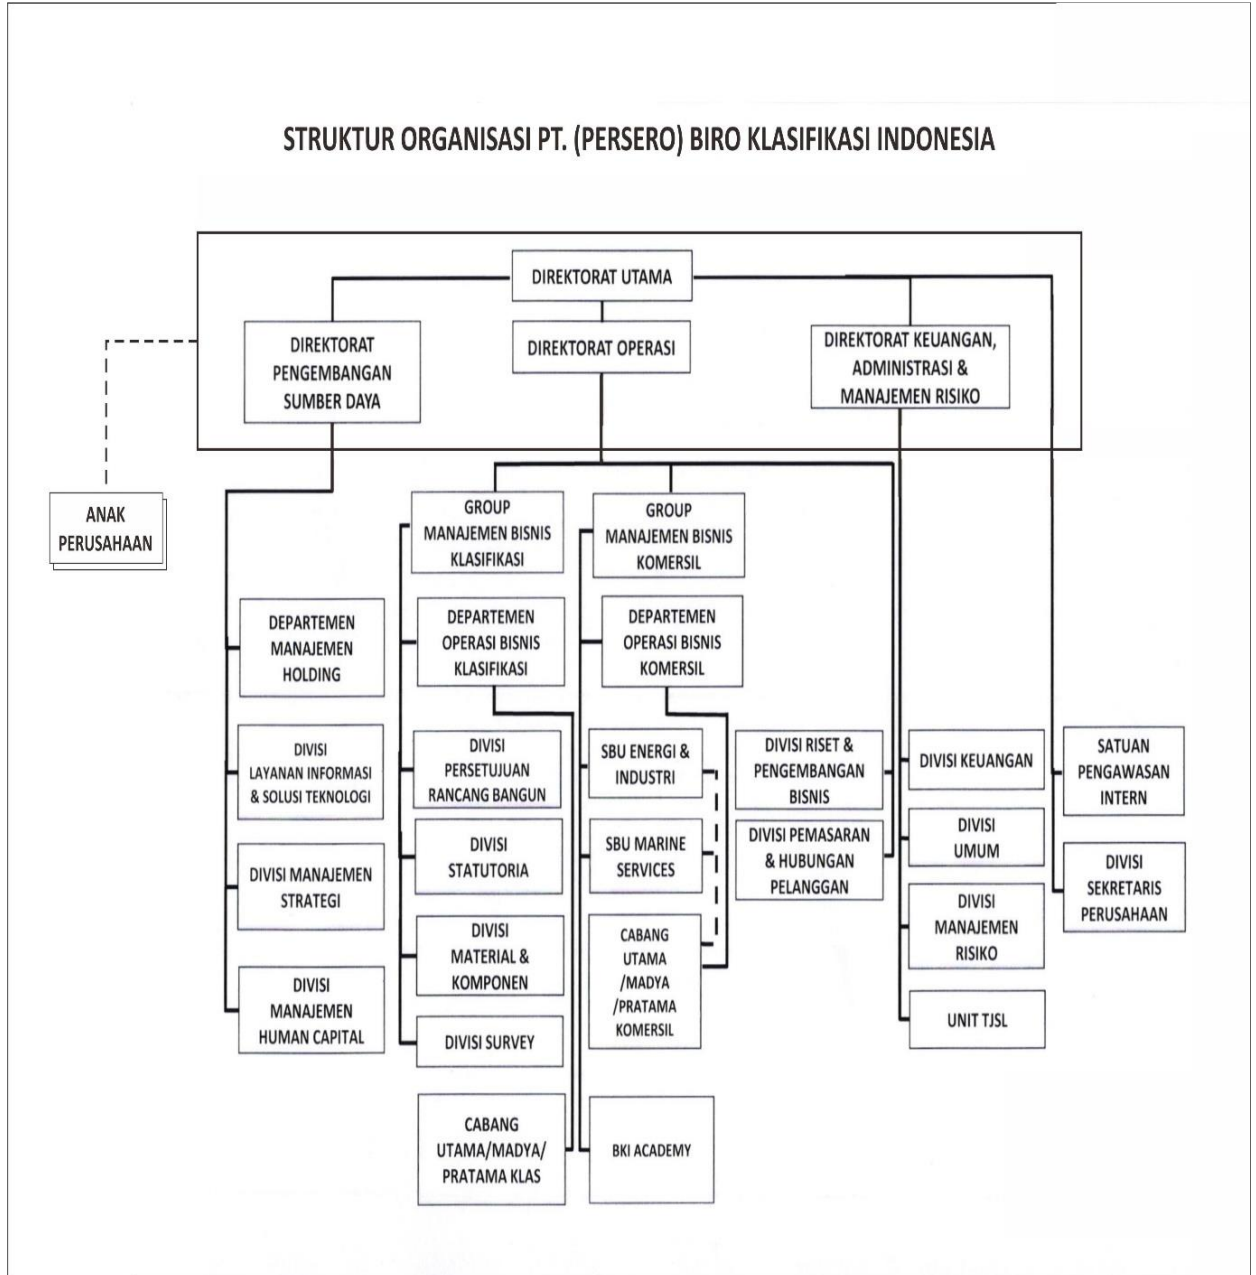 STRUKTUR ORGANISASI PT. (PERSERO) BIRO KLASIFIKASI INDONESIA
DIREKTORAT UTAMA
DIREKTORAT
PENGEMBANGAN
SUMBER DAYA
DIREKTORAT OPERASI
DIREKTORAT KEUANGAN,
ADMINISTRASI &
MANAJEMEN RISIKO
ANAK
PERUSAHAAN
GROUP
MANAJEMEN BISNIS
KLASIFIKASI
GROUP
MANAJEMEN BISNIS
KOMERSIL
DEPARTEMEN
MANAJEMEN
HOLDING
DEPARTEMEN
OPERASI BISNIS
KLASIFIKASI
DEPARTEMEN
OPERASI BISNIS
KOMERSIL
DIVISI
LAYANAN INFORMASI
& SOLUSI TEKNOLOGI
DIVISI
PERSETUJUAN
RANCANG BANGUN
SBU ENERGI &
INDUSTRI
DIVISI RISET &
PENGEMBANGAN
BISNIS
DIVISI KEUANGAN
SATUAN
PENGAWASAN
INTERN
DIVISI MANAJEMEN
STRATEGI
DIVISI
STATUTORIA
SBU MARINE
SERVICES
DIVISI PEMASARAN
& HUBUNGAN
PELANGGAN
DIVISI
UMUM
DIVISI
SEKRETARIS
PERUSAHAAN
DIVISI
MANAJEMEN
HUMAN CAPITAL
DIVISI
MATERIAL &
KOMPONEN
CABANG
UTAMA
/MADYA
/PRATAMA
KOMERSIL
DIVISI
MANAJEMEN
RISIKO
DIVISI SURVEY
UNIT TJSL
CABANG
UTAMA/MADYA/
PRATAMA KLAS
BKI ACADEMY